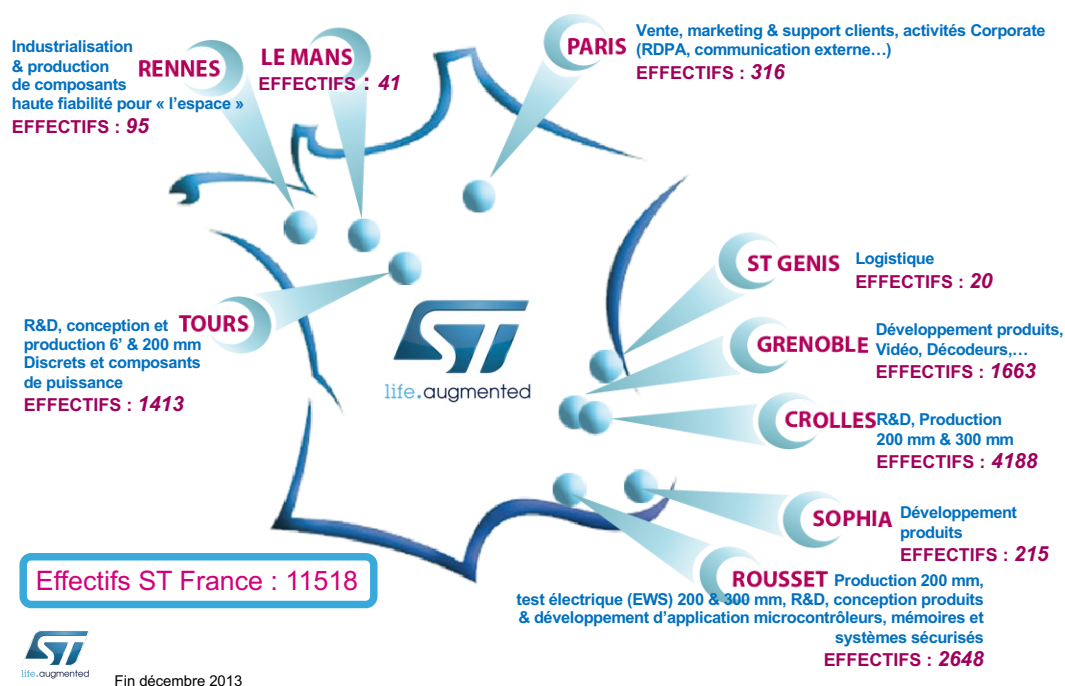 Industrialisation
& production
de composants
haute fiabilité pour « l'espace »
EFFECTIFS : 95
RENNES
LE MANS
EFFECTIFS : 41
PARIS
Vente, marketing & support clients, activités Corporate
(RDPA, communication externe…)
EFFECTIFS : 316
ST GENIS
Logistique
EFFECTIFS : 20
TOURS
R&D, conception et
production 6' & 200 mm
Discrets et composants
de puissance
EFFECTIFS : 1413
ST
life.augmented
GRENOBLE
Développement produits,
Vidéo, Décodeurs,…
EFFECTIFS : 1663
CROLLES
R&D, Production
200 mm & 300 mm
EFFECTIFS : 4188
SOPHIA
Développement
produits
EFFECTIFS : 215
ROUSSET
Production 200 mm,
test électrique (EWS) 200 & 300 mm, R&D, conception produits
& développement d'application microcontrôleurs, mémoires et
systèmes sécurisés
EFFECTIFS : 2648
Effectifs ST France : 11518
ST
life.augmented
Fin décembre 2013